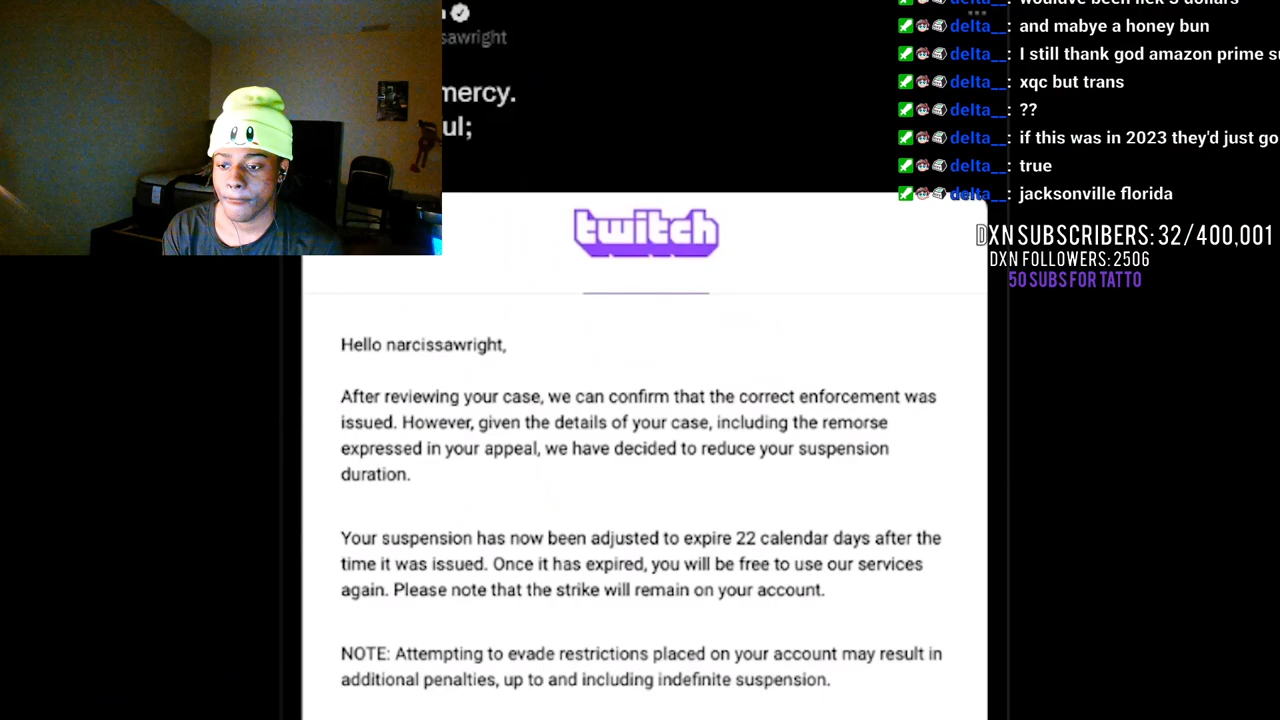 sawright
mercy.
ul;
delta__: wouldve been liek 5 dollars
delta__: and mabye a honey bun
delta__: I still thank god amazon prime su
delta__: xqc but trans
delta__: ??
delta__: if this was in 2023 they'd just go
delta__: true
delta__: jacksonville florida
DXN SUBSCRIBERS: 32/400,001
DXN FOLLOWERS: 2506
50 SUBS FOR TATTO
twitch
Hello narcissawright,
After reviewing your case, we can confirm that the correct enforcement was
issued. However, given the details of your case, including the remorse
expressed in your appeal, we have decided to reduce your suspension
duration.
Your suspension has now been adjusted to expire 22 calendar days after the
time it was issued. Once it has expired, you will be free to use our services
again. Please note that the strike will remain on your account.
NOTE: Attempting to evade restrictions placed on your account may result in
additional penalties, up to and including indefinite suspension.